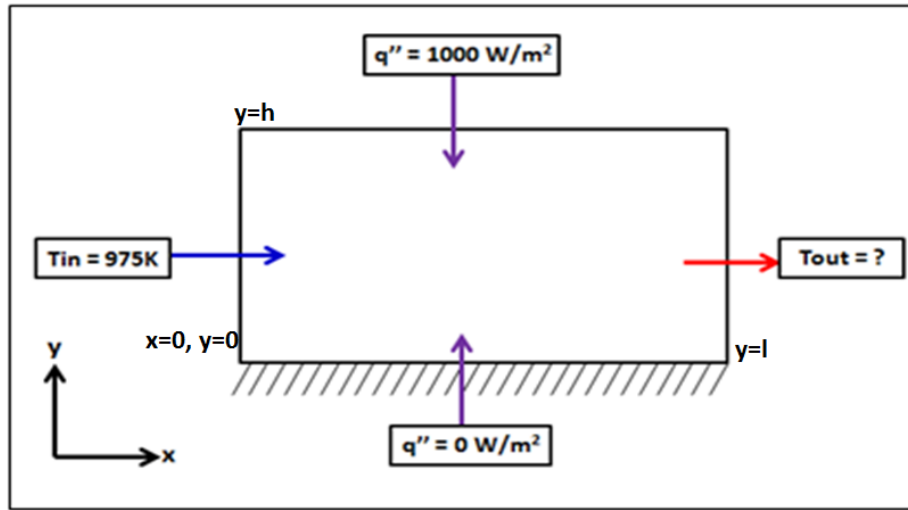 q″ = 1000 W/m²
y=h
Tin = 975K
Tout = ?
x=0, y=0
y=l
y
x
q″ = 0 W/m²